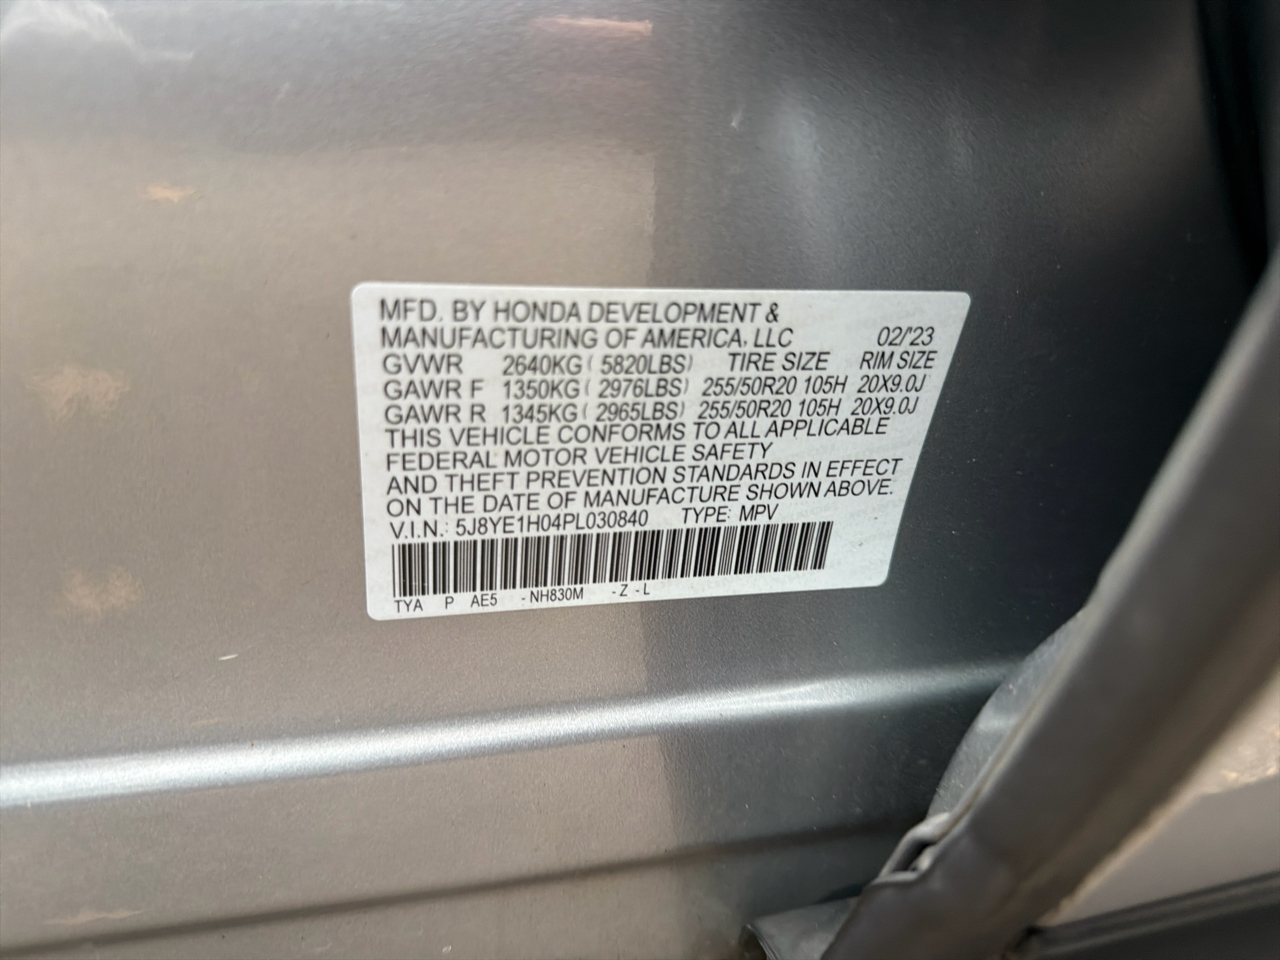 MFD. BY HONDA DEVELOPMENT &
MANUFACTURING OF AMERICA, LLC 02/'23
GVWR 2640KG ( 5820LBS) TIRE SIZE RIM SIZE
GAWR F 1350KG ( 2976LBS) 255/50R20 105H 20X9.0J
GAWR R 1345KG ( 2965LBS) 255/50R20 105H 20X9.0J
THIS VEHICLE CONFORMS TO ALL APPLICABLE
FEDERAL MOTOR VEHICLE SAFETY
AND THEFT PREVENTION STANDARDS IN EFFECT
ON THE DATE OF MANUFACTURE SHOWN ABOVE.
V.I.N.: 5J8YE1H04PL030840 TYPE: MPV
TYA P AE5 - NH830M - Z - L